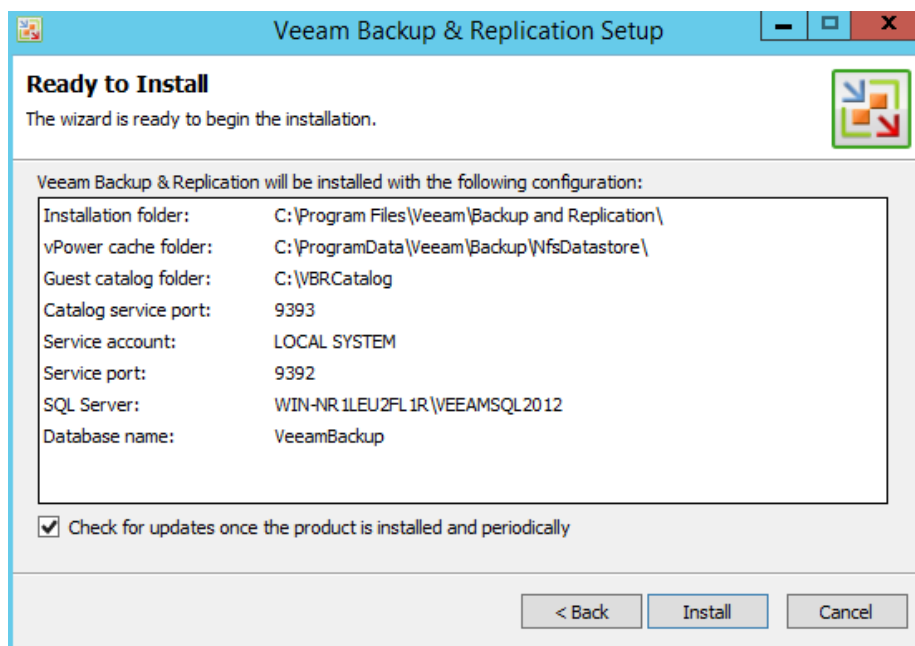 Veeam Backup & Replication Setup
Ready to Install
The wizard is ready to begin the installation.
Veeam Backup & Replication will be installed with the following configuration:
Installation folder: C:\Program Files\Veeam\Backup and Replication\
vPower cache folder: C:\ProgramData\Veeam\Backup\NfsDatastore\
Guest catalog folder: C:\VBRCatalog
Catalog service port: 9393
Service account: LOCAL SYSTEM
Service port: 9392
SQL Server: WIN-NR1LEU2FL1R\VEEAMSQL2012
Database name: VeeamBackup
Check for updates once the product is installed and periodically
< Back Install Cancel